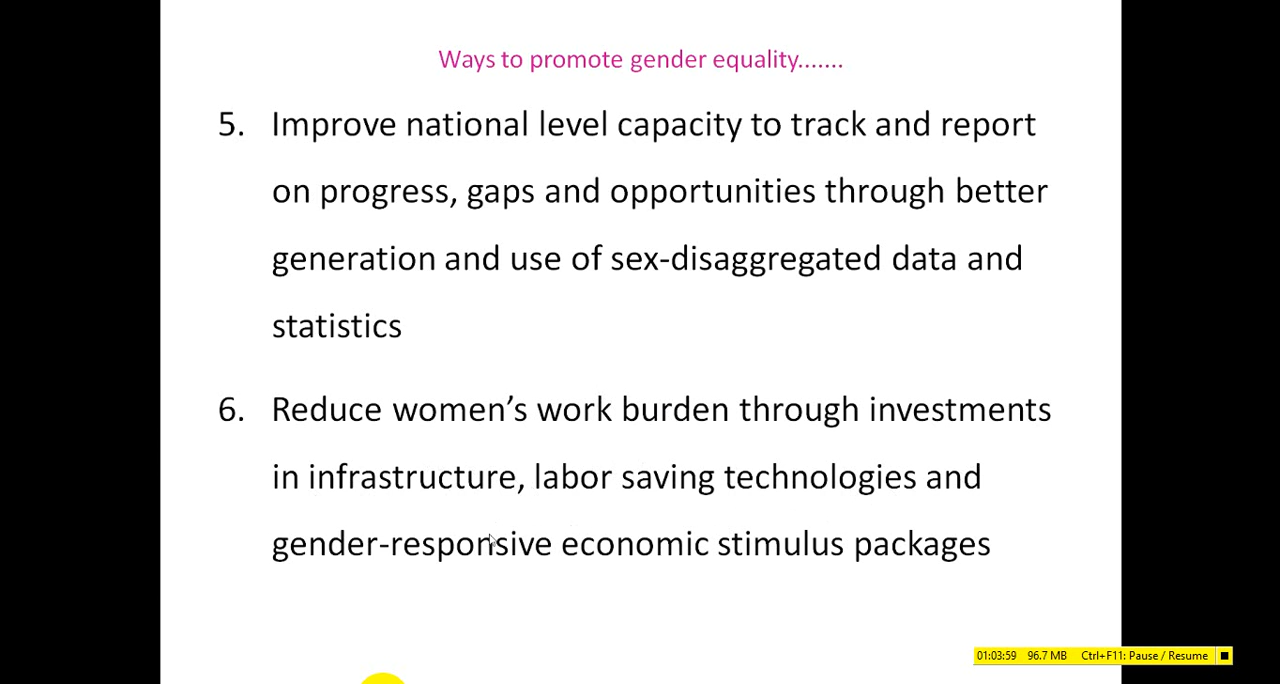 Ways to promote gender equality.......
5. Improve national level capacity to track and report
on progress, gaps and opportunities through better
generation and use of sex-disaggregated data and
statistics
6. Reduce women’s work burden through investments
in infrastructure, labor saving technologies and
gender-responsive economic stimulus packages
01:03:59 96.7 MB Ctrl+F11: Pause / Resume